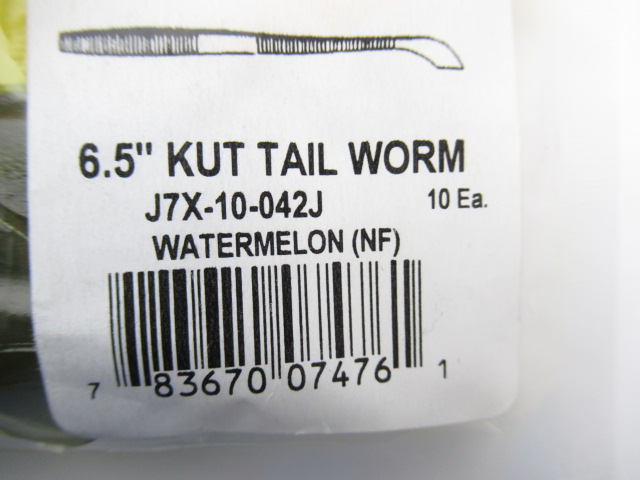 6.5" KUT TAIL WORM
J7X-10-042J 10 Ea.
WATERMELON (NF)
7 83670 07476 1